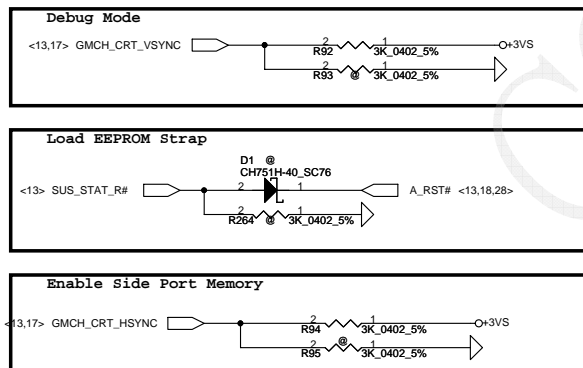 Debug Mode
<13,17> GMCH_CRT_VSYNC
2 1
R92 3K_0402_5%
+3VS
2 1
R93 @ 3K_0402_5%
Load EEPROM Strap
D1 @
CH751H-40_SC76
<13> SUS_STAT_R#
2 1
A_RST# <13,18,28>
2 1
R264 @ 3K_0402_5%
Enable Side Port Memory
<13,17> GMCH_CRT_HSYNC
2 1
R94 3K_0402_5%
+3VS
2 @ 1
R95 3K_0402_5%